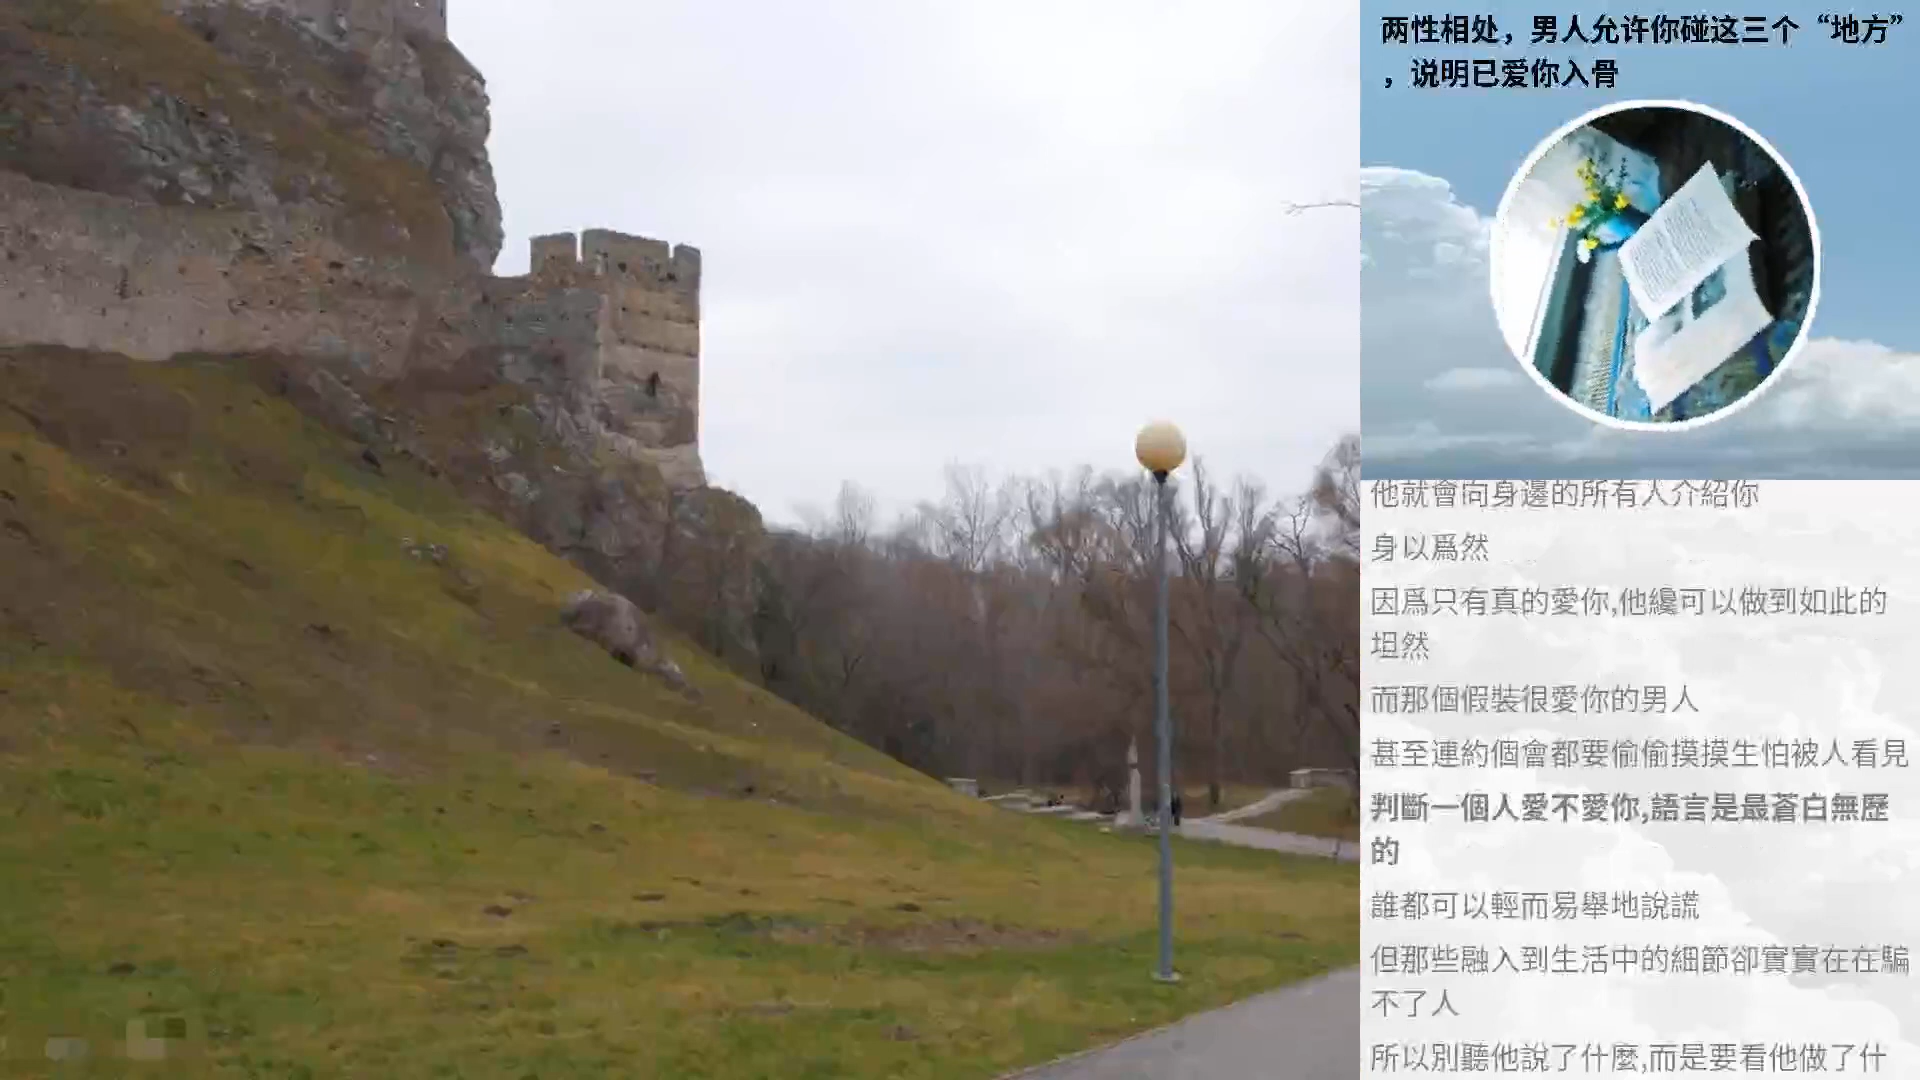 两性相处，男人允许你碰这三个“地方”
，说明已爱你入骨
他就會向身邊的所有人介紹你
身以爲然
因爲只有真的愛你,他纔可以做到如此的
坦然
而那個假裝很愛你的男人
甚至連約個會都要偷偷摸摸生怕被人看見
判斷一個人愛不愛你,語言是最蒼白無歷
的
誰都可以輕而易舉地說謊
但那些融入到生活中的細節卻實實在在騙
不了人
所以別聽他說了什麼,而是要看他做了什